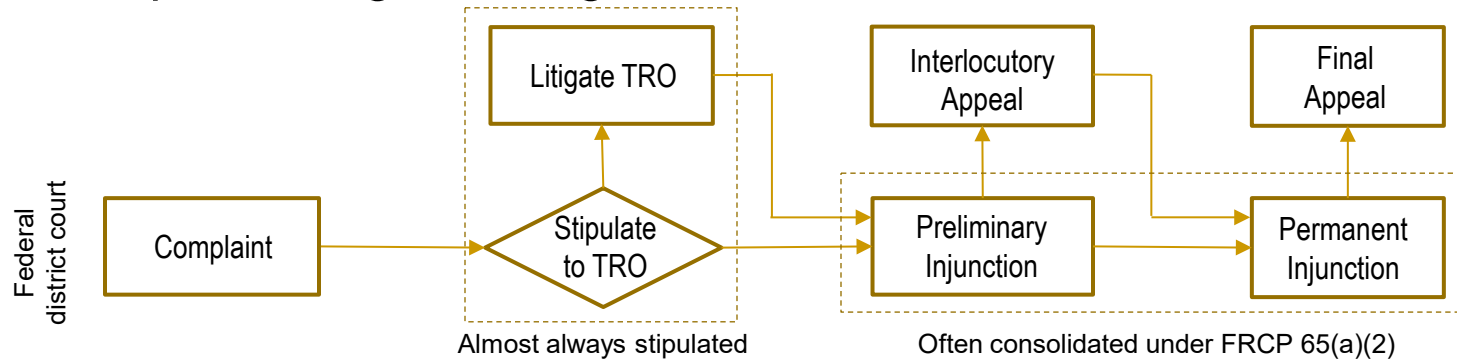 Litigate TRO
Interlocutory
Appeal
Final
Appeal
Federal
district court
Complaint
Stipulate
to TRO
Preliminary
Injunction
Permanent
Injunction
Almost always stipulated
Often consolidated under FRCP 65(a)(2)